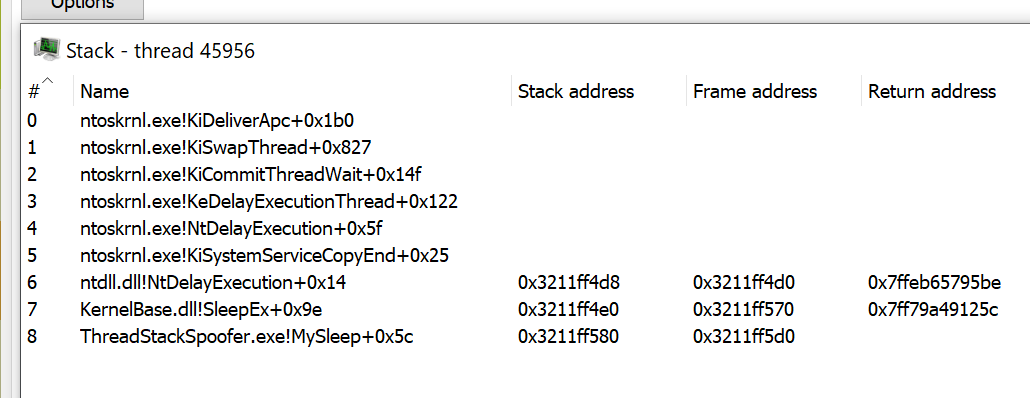 Options
Stack - thread 45956
# Name Stack address Frame address Return address
0 ntoskrnl.exe!KiDeliverApc+0x1b0
1 ntoskrnl.exe!KiSwapThread+0x827
2 ntoskrnl.exe!KiCommitThreadWait+0x14f
3 ntoskrnl.exe!KeDelayExecutionThread+0x122
4 ntoskrnl.exe!NtDelayExecution+0x5f
5 ntoskrnl.exe!KiSystemServiceCopyEnd+0x25
6 ntdll.dll!NtDelayExecution+0x14 0x3211ff4d8 0x3211ff4d0 0x7ffeb65795be
7 KernelBase.dll!SleepEx+0x9e 0x3211ff4e0 0x3211ff570 0x7ff79a49125c
8 ThreadStackSpoofer.exe!MySleep+0x5c 0x3211ff580 0x3211ff5d0